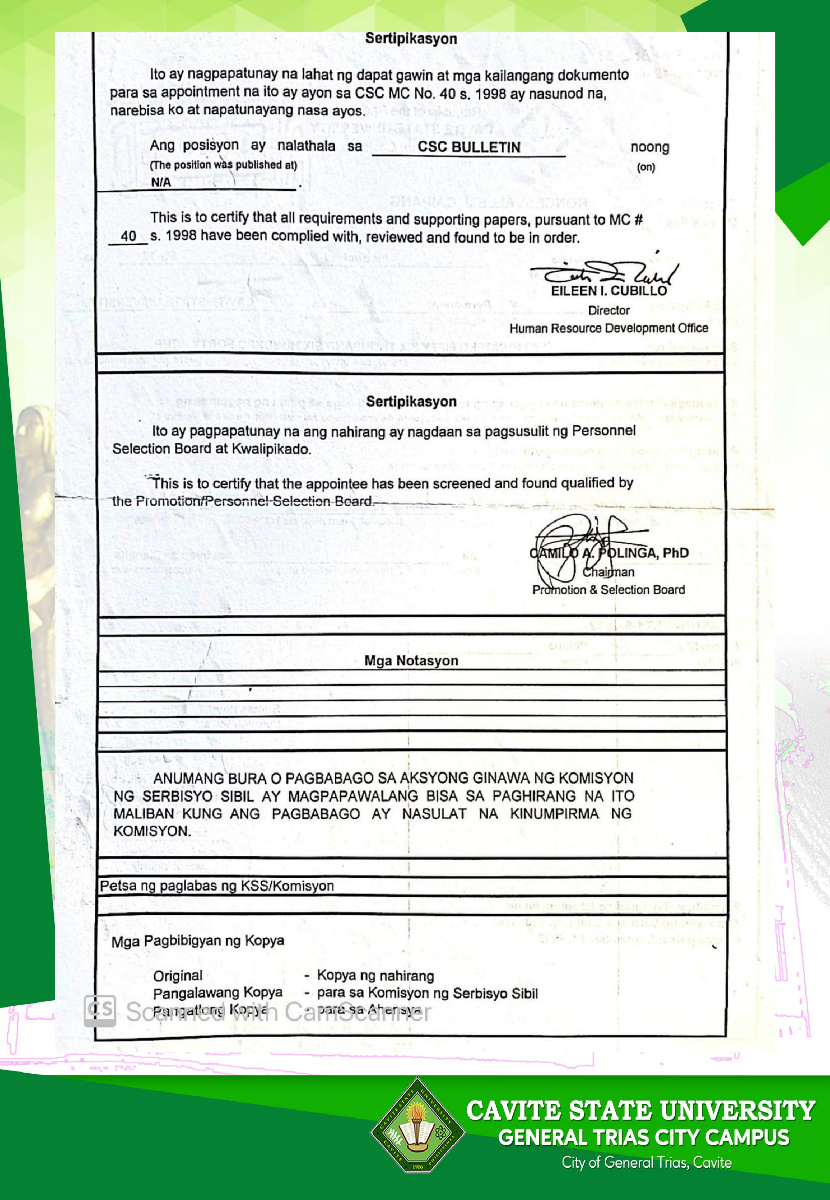 Sertipikasyon
Ito ay nagpapatunay na lahat ng dapat gawin at mga kailangang dokumento
para sa appointment na ito ay ayon sa CSC MC No. 40 s. 1998 ay nasunod na,
narebisa ko at napatunayang nasa ayos.
Ang posisyon ay nalathala sa CSC BULLETIN noong
(The position was published at) (on)
N/A .
This is to certify that all requirements and supporting papers, pursuant to MC #
40 s. 1998 have been complied with, reviewed and found to be in order.
EILEEN I. CUBILLO
Director
Human Resource Development Office
Sertipikasyon
Ito ay pagpapatunay na ang nahirang ay nagdaan sa pagsusulit ng Personnel
Selection Board at Kwalipikado.
This is to certify that the appointee has been screened and found qualified by
the Promotion/Personnel Selection Board.
CAMILO A. POLINGA, PhD
Chairman
Promotion & Selection Board
Mga Notasyon
ANUMANG BURA O PAGBABAGO SA AKSYONG GINAWA NG KOMISYON
NG SERBISYO SIBIL AY MAGPAPAWALANG BISA SA PAGHIRANG NA ITO
MALIBAN KUNG ANG PAGBABAGO AY NASULAT NA KINUMPIRMA NG
KOMISYON.
Petsa ng paglabas ng KSS/Komisyon
Mga Pagbibigyan ng Kopya
Original - Kopya ng nahirang
Pangalawang Kopya - para sa Komisyon ng Serbisyo Sibil
Pangatlong Kopya - para sa Ahensya
CS Scanned with CamScanner
CAVITE STATE UNIVERSITY
GENERAL TRIAS CITY CAMPUS
City of General Trias, Cavite